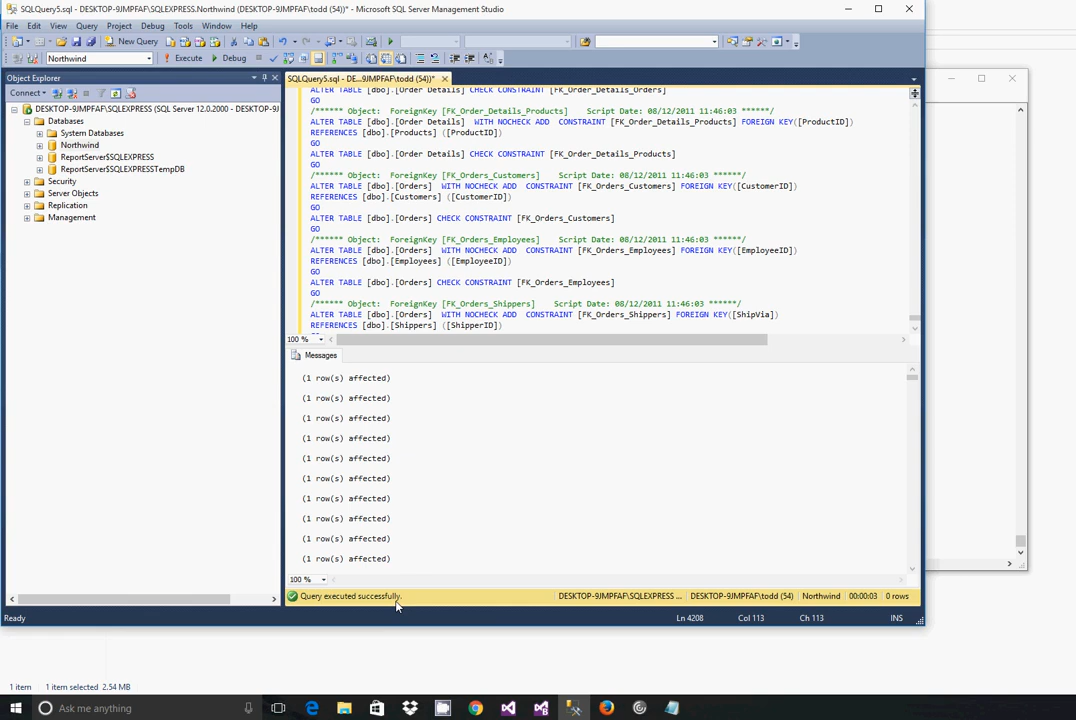 SQLQuery5.sql - DESKTOP-9JMPFAF\SQLEXPRESS.Northwind (DESKTOP-9JMPFAF\todd (54))* - Microsoft SQL Server Management Studio
File Edit View Query Project Debug Tools Window Help
New Query
Northwind Execute Debug
Object Explorer
Connect
DESKTOP-9JMPFAF\SQLEXPRESS (SQL Server 12.0.2000 - DESKTOP-9J
Databases
System Databases
Northwind
ReportServer$SQLEXPRESS
ReportServer$SQLEXPRESSTempDB
Security
Server Objects
Replication
Management
SQLQuery5.sql - DE...9JMPFAF\todd (54))*
ALTER TABLE [dbo].[Order Details] CHECK CONSTRAINT [FK_Order_Details_Orders]
GO
/****** Object:  ForeignKey [FK_Order_Details_Products]    Script Date: 08/12/2011 11:46:03 ******/
ALTER TABLE [dbo].[Order Details]  WITH NOCHECK ADD  CONSTRAINT [FK_Order_Details_Products] FOREIGN KEY([ProductID])
REFERENCES [dbo].[Products] ([ProductID])
GO
ALTER TABLE [dbo].[Order Details] CHECK CONSTRAINT [FK_Order_Details_Products]
GO
/****** Object:  ForeignKey [FK_Orders_Customers]    Script Date: 08/12/2011 11:46:03 ******/
ALTER TABLE [dbo].[Orders]  WITH NOCHECK ADD  CONSTRAINT [FK_Orders_Customers] FOREIGN KEY([CustomerID])
REFERENCES [dbo].[Customers] ([CustomerID])
GO
ALTER TABLE [dbo].[Orders] CHECK CONSTRAINT [FK_Orders_Customers]
GO
/****** Object:  ForeignKey [FK_Orders_Employees]    Script Date: 08/12/2011 11:46:03 ******/
ALTER TABLE [dbo].[Orders]  WITH NOCHECK ADD  CONSTRAINT [FK_Orders_Employees] FOREIGN KEY([EmployeeID])
REFERENCES [dbo].[Employees] ([EmployeeID])
GO
ALTER TABLE [dbo].[Orders] CHECK CONSTRAINT [FK_Orders_Employees]
GO
/****** Object:  ForeignKey [FK_Orders_Shippers]    Script Date: 08/12/2011 11:46:03 ******/
ALTER TABLE [dbo].[Orders]  WITH NOCHECK ADD  CONSTRAINT [FK_Orders_Shippers] FOREIGN KEY([ShipVia])
REFERENCES [dbo].[Shippers] ([ShipperID])
100 %
Messages
(1 row(s) affected)
(1 row(s) affected)
(1 row(s) affected)
(1 row(s) affected)
(1 row(s) affected)
(1 row(s) affected)
(1 row(s) affected)
(1 row(s) affected)
(1 row(s) affected)
(1 row(s) affected)
100 %
Query executed successfully. DESKTOP-9JMPFAF\SQLEXPRESS ... DESKTOP-9JMPFAF\todd (54) Northwind 00:00:03 0 rows
Ready Ln 4208 Col 113 Ch 113 INS
1 item 1 item selected 2.54 MB
Ask me anything